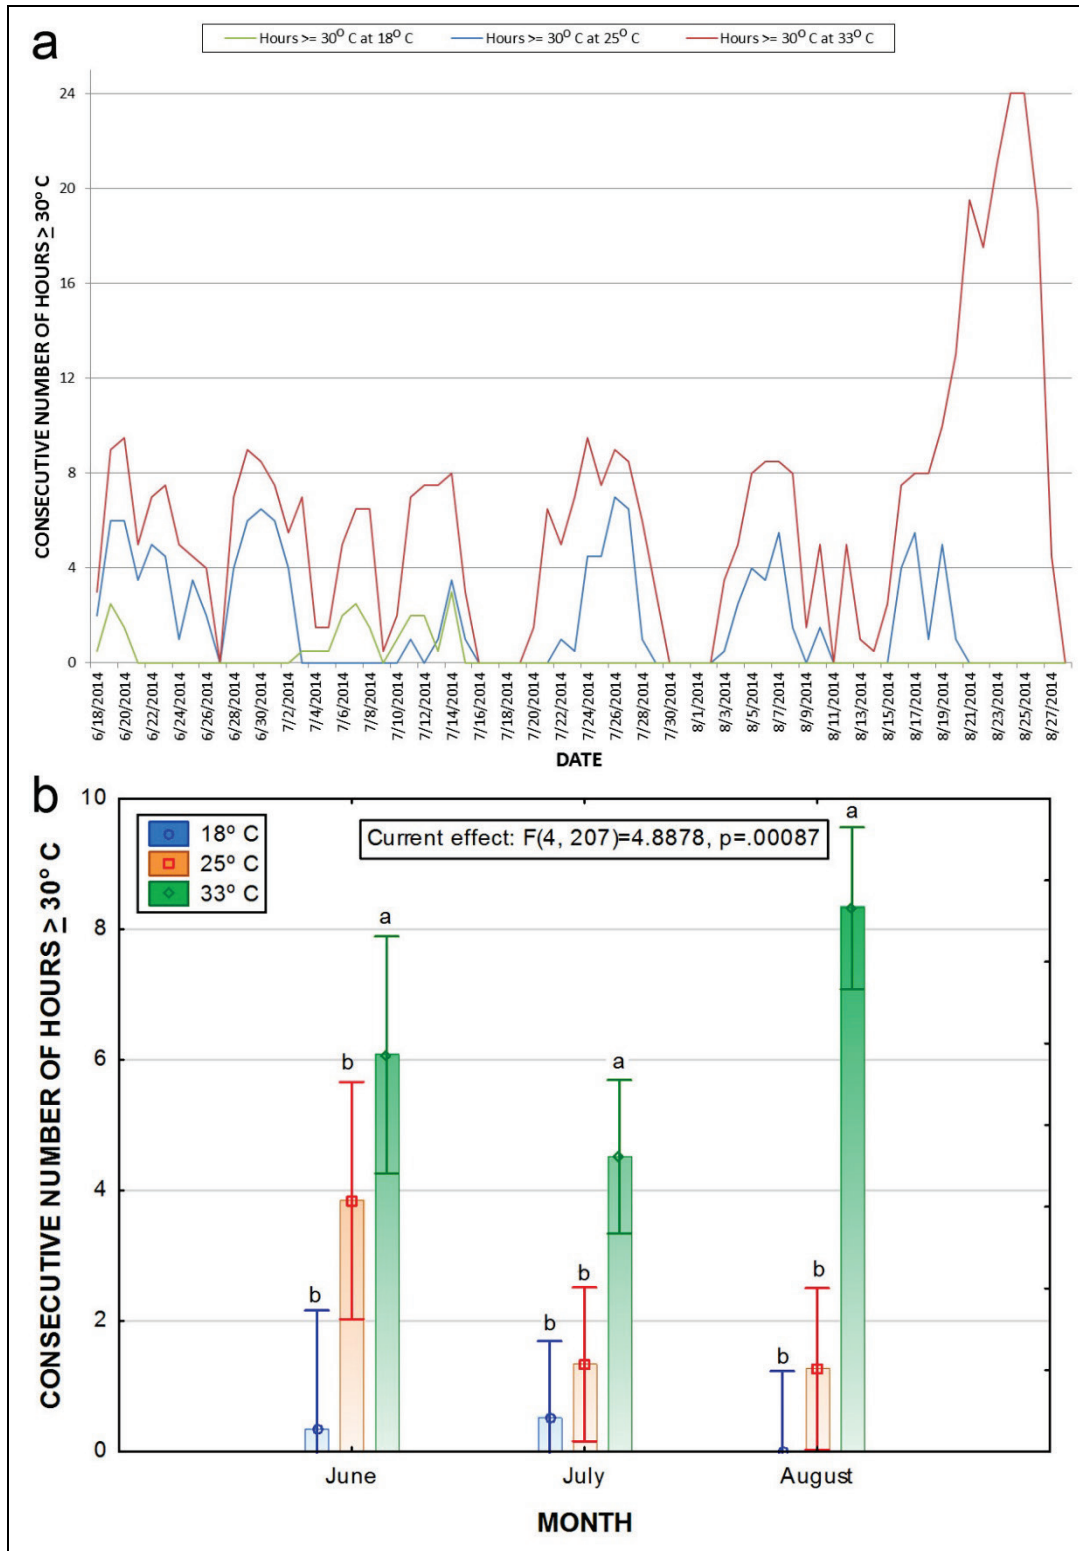 a
Hours >= 30⁰ C at 18⁰ C Hours >= 30⁰ C at 25⁰ C Hours >= 30⁰ C at 33⁰ C
CONSECUTIVE NUMBER OF HOURS ≥ 30° C
24
20
16
12
8
4
0
6/18/2014
6/20/2014
6/22/2014
6/24/2014
6/26/2014
6/28/2014
6/30/2014
7/2/2014
7/4/2014
7/6/2014
7/8/2014
7/10/2014
7/12/2014
7/14/2014
7/16/2014
7/18/2014
7/20/2014
7/22/2014
7/24/2014
7/26/2014
7/28/2014
7/30/2014
8/1/2014
8/3/2014
8/5/2014
8/7/2014
8/9/2014
8/11/2014
8/13/2014
8/15/2014
8/17/2014
8/19/2014
8/21/2014
8/23/2014
8/25/2014
8/27/2014
DATE
b
18° C
25° C
33° C
Current effect: F(4, 207)=4.8878, p=.00087
CONSECUTIVE NUMBER OF HOURS ≥ 30° C
10
8
6
4
2
0
b
b
a
b
b
a
b
b
a
June
July
August
MONTH